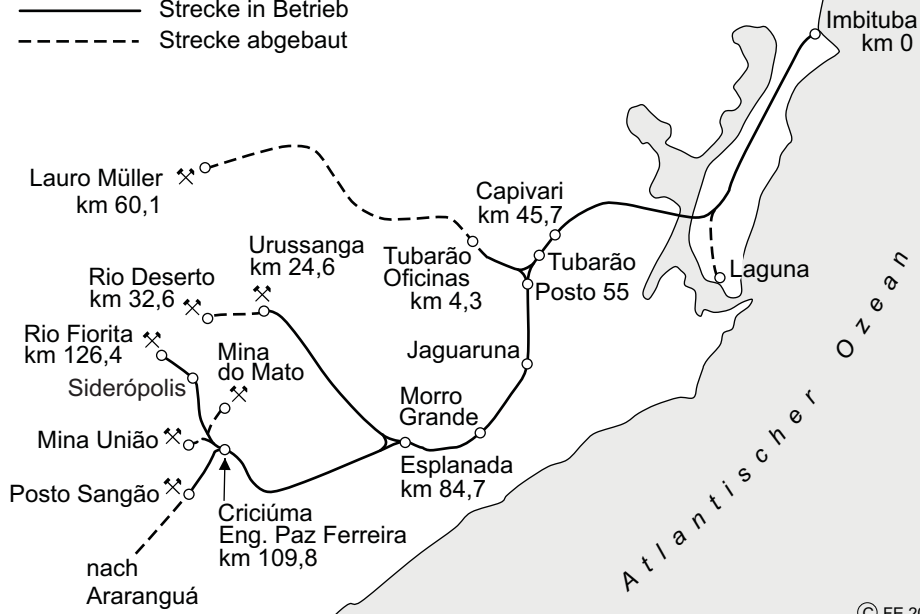 Strecke in Betrieb
Strecke abgebaut
Imbituba
km 0
Lauro Müller
km 60,1
Capivari
km 45,7
Urussanga
km 24,6
Tubarão
Oficinas
km 4,3
Tubarão
Posto 55
Laguna
Rio Deserto
km 32,6
Rio Fiorita
km 126,4
Mina
do Mato
Jaguaruna
Siderópolis
Morro
Grande
Mina União
Esplanada
km 84,7
Posto Sangão
Criciúma
Eng. Paz Ferreira
km 109,8
nach
Araranguá
Atlantischer Ozean